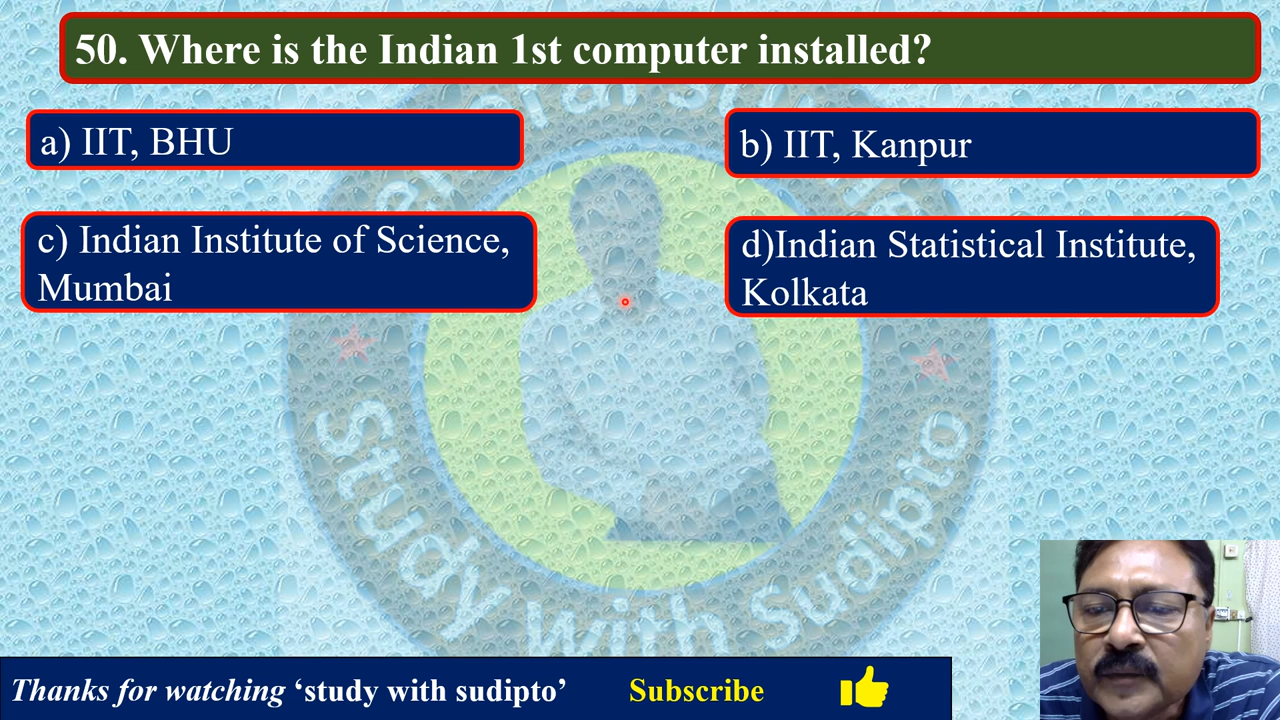 50. Where is the Indian 1st computer installed?
a) IIT, BHU
b) IIT, Kanpur
c) Indian Institute of Science,
Mumbai
d)Indian Statistical Institute,
Kolkata
Study With Sudipto
Thanks for watching ‘study with sudipto’ Subscribe